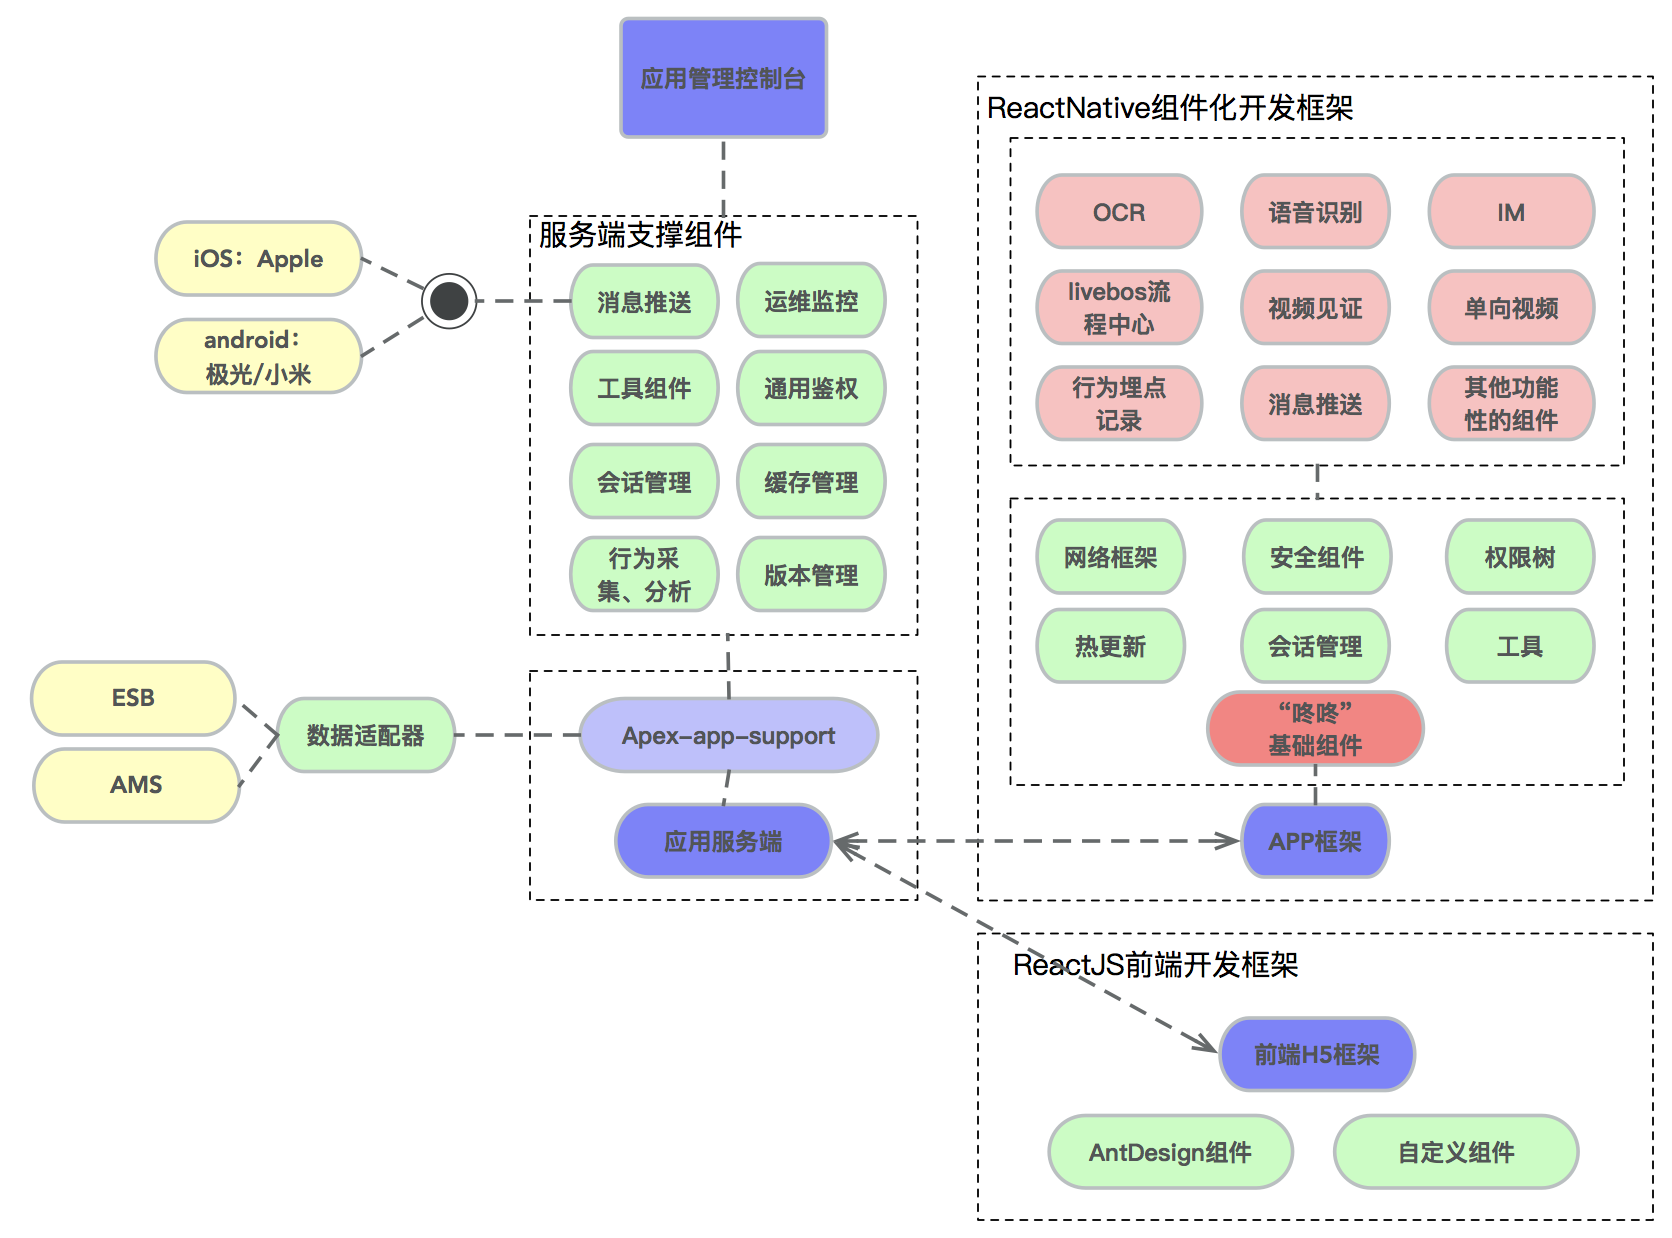 应用管理控制台
服务端支撑组件
消息推送
运维监控
工具组件
通用鉴权
会话管理
缓存管理
行为采
集、分析
版本管理
iOS：Apple
android：
极光/小米
ESB
AMS
数据适配器
Apex-app-support
应用服务端
ReactNative组件化开发框架
OCR
语音识别
IM
livebos流
程中心
视频见证
单向视频
行为埋点
记录
消息推送
其他功能
性的组件
网络框架
安全组件
权限树
热更新
会话管理
工具
“咚咚”
基础组件
APP框架
ReactJS前端开发框架
前端H5框架
AntDesign组件
自定义组件